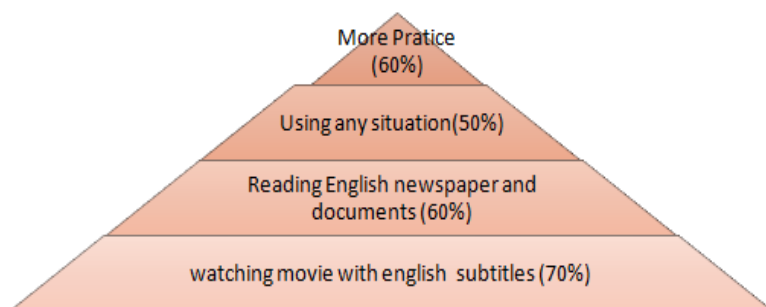 More Pratice
(60%)
Using any situation(50%)
Reading English newspaper and
documents (60%)
watching movie with english subtitles (70%)